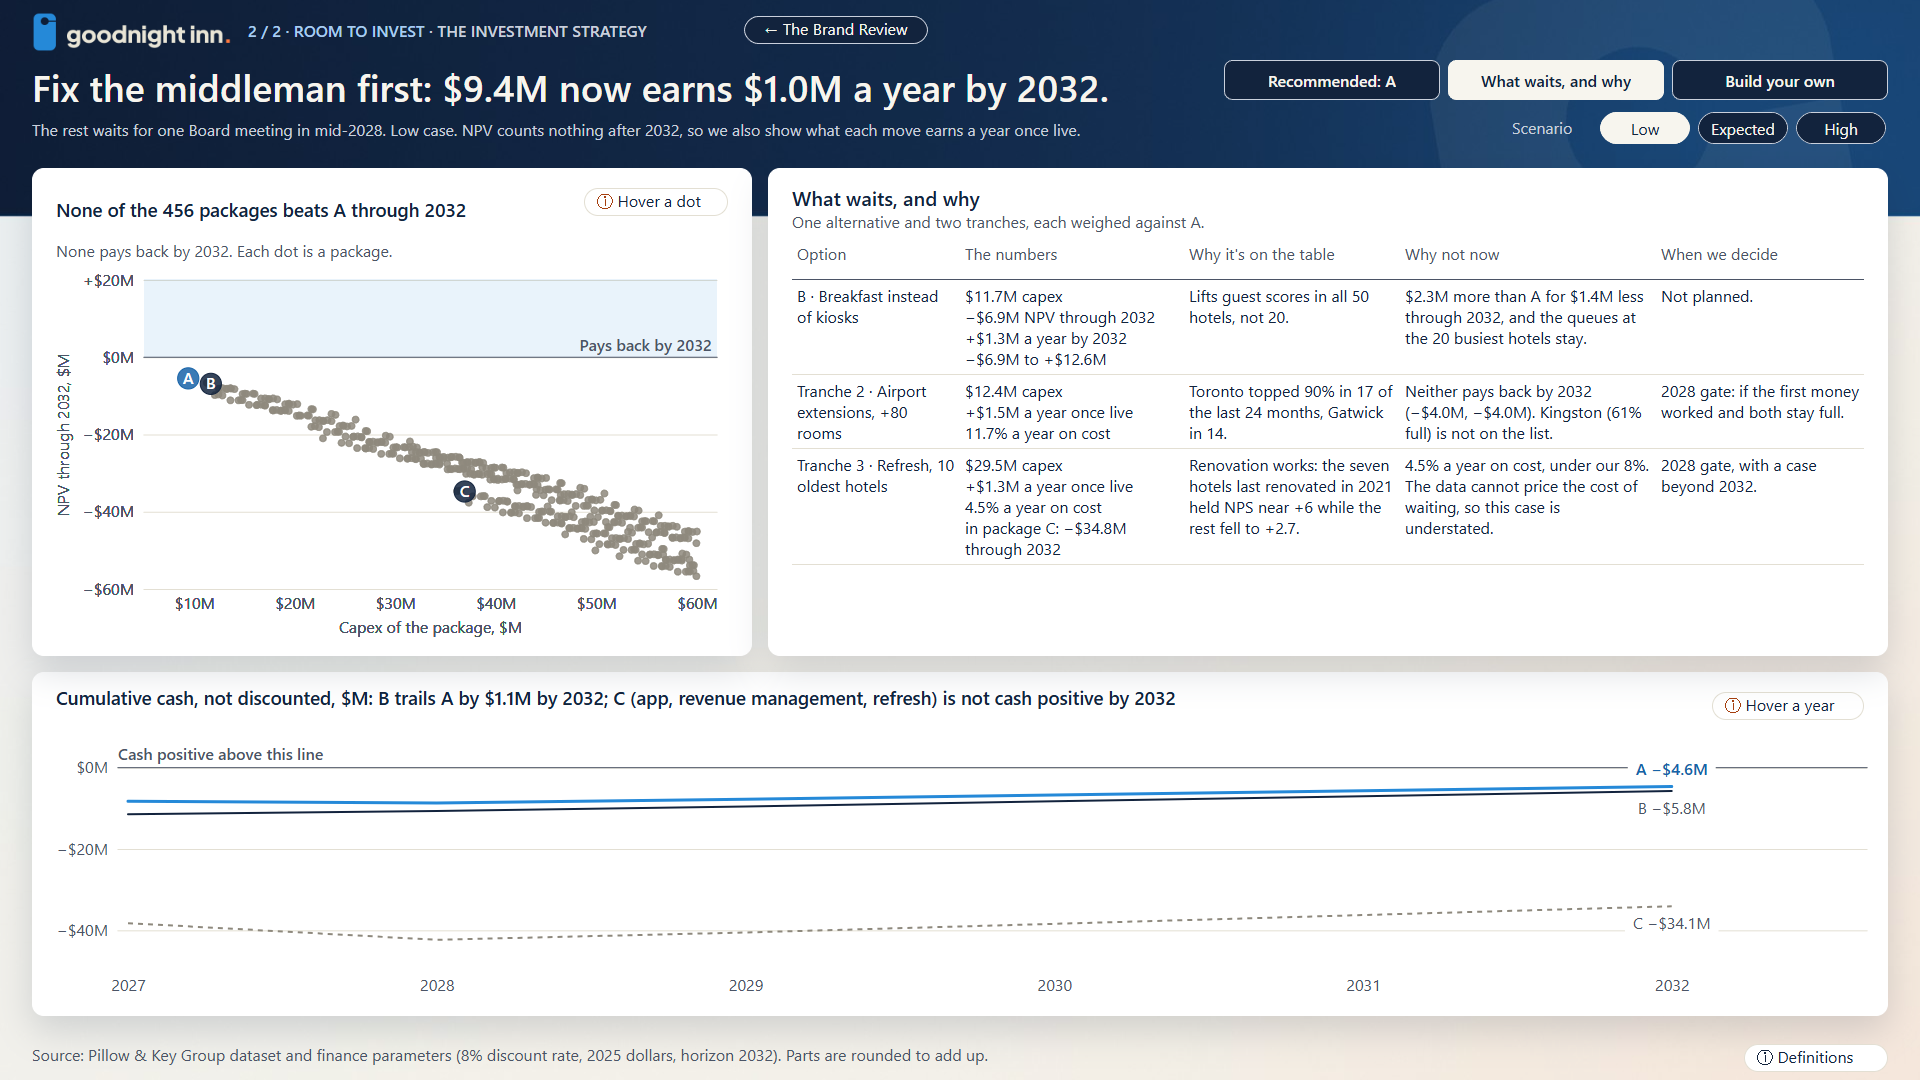 goodnight inn.
2 / 2 · ROOM TO INVEST · THE INVESTMENT STRATEGY
← The Brand Review
Fix the middleman first: $9.4M now earns $1.0M a year by 2032.
The rest waits for one Board meeting in mid-2028. Low case. NPV counts nothing after 2032, so we also show what each move earns a year once live.
Recommended: A
What waits, and why
Build your own
Scenario
Low
Expected
High
None of the 456 packages beats A through 2032
ⓘ Hover a dot
None pays back by 2032. Each dot is a package.
NPV through 2032, $M
+$20M
$0M
−$20M
−$40M
−$60M
Pays back by 2032
A
B
C
$10M
$20M
$30M
$40M
$50M
$60M
Capex of the package, $M
What waits, and why
One alternative and two tranches, each weighed against A.
Option
The numbers
Why it's on the table
Why not now
When we decide
B · Breakfast instead
of kiosks
$11.7M capex
−$6.9M NPV through 2032
+$1.3M a year by 2032
−$6.9M to +$12.6M
Lifts guest scores in all 50
hotels, not 20.
$2.3M more than A for $1.4M less
through 2032, and the queues at
the 20 busiest hotels stay.
Not planned.
Tranche 2 · Airport
extensions, +80
rooms
$12.4M capex
+$1.5M a year once live
11.7% a year on cost
Toronto topped 90% in 17 of
the last 24 months, Gatwick
in 14.
Neither pays back by 2032
(−$4.0M, −$4.0M). Kingston (61%
full) is not on the list.
2028 gate: if the first money
worked and both stay full.
Tranche 3 · Refresh, 10
oldest hotels
$29.5M capex
+$1.3M a year once live
4.5% a year on cost
in package C: −$34.8M
through 2032
Renovation works: the seven
hotels last renovated in 2021
held NPS near +6 while the
rest fell to +2.7.
4.5% a year on cost, under our 8%.
The data cannot price the cost of
waiting, so this case is
understated.
2028 gate, with a case
beyond 2032.
Cumulative cash, not discounted, $M: B trails A by $1.1M by 2032; C (app, revenue management, refresh) is not cash positive by 2032
ⓘ Hover a year
Cash positive above this line
$0M
−$20M
−$40M
A −$4.6M
B −$5.8M
C −$34.1M
2027
2028
2029
2030
2031
2032
Source: Pillow & Key Group dataset and finance parameters (8% discount rate, 2025 dollars, horizon 2032). Parts are rounded to add up.
ⓘ Definitions